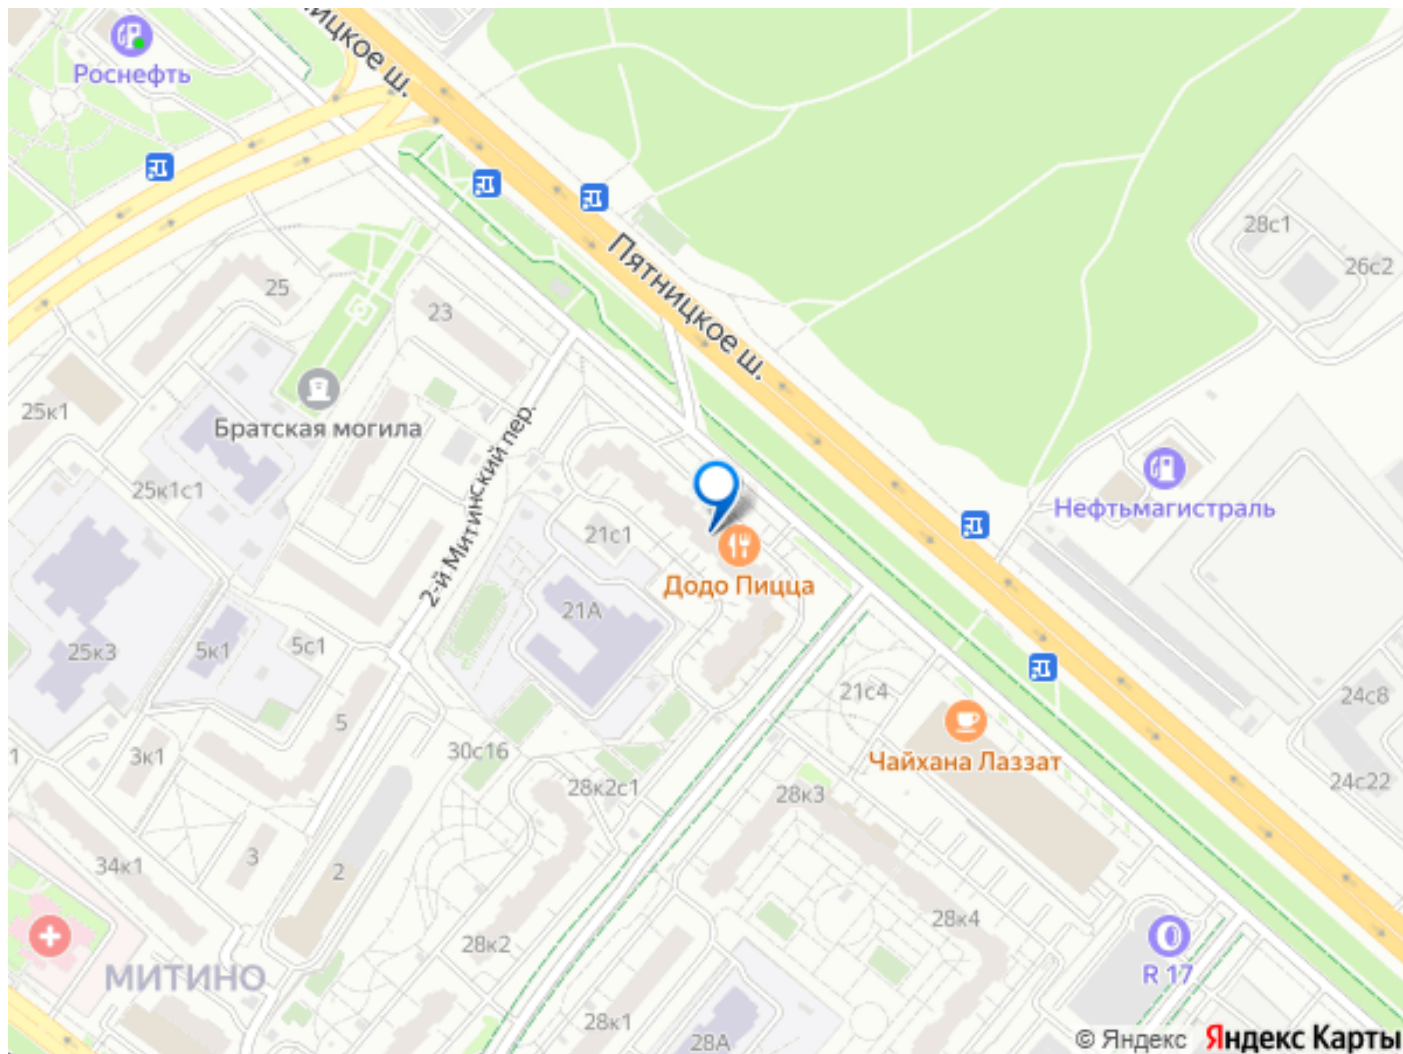 Роснефть
ицкое ш.
28с1
26с2
Пятницкое ш.
25
23
Братская могила
25к1
25к1с1
2-й Митинский пер.
Нефтьмагистраль
21с1
Додо Пицца
21А
25к3
5к1
5с1
21с4
24с8
5
Чайхана Лаззат
1
3к1
30с16
28к2с1
28к3
24с22
34к1
3
2
28к4
28к2
МИТИНО
R 17
28к1
28А
© Яндекс Яндекс Карты